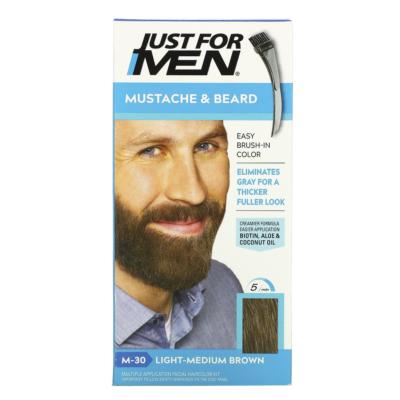 JUST FOR
MEN®
MUSTACHE & BEARD
EASY
BRUSH-IN
COLOR
ELIMINATES
GRAY FOR A
THICKER
FULLER LOOK
CREAMIER FORMULA
EASIER APPLICATION
BIOTIN, ALOE &
COCONUT OIL
5 / min
M-30 LIGHT-MEDIUM BROWN
MULTIPLE APPLICATION FACIAL HAIRCOLOR KIT